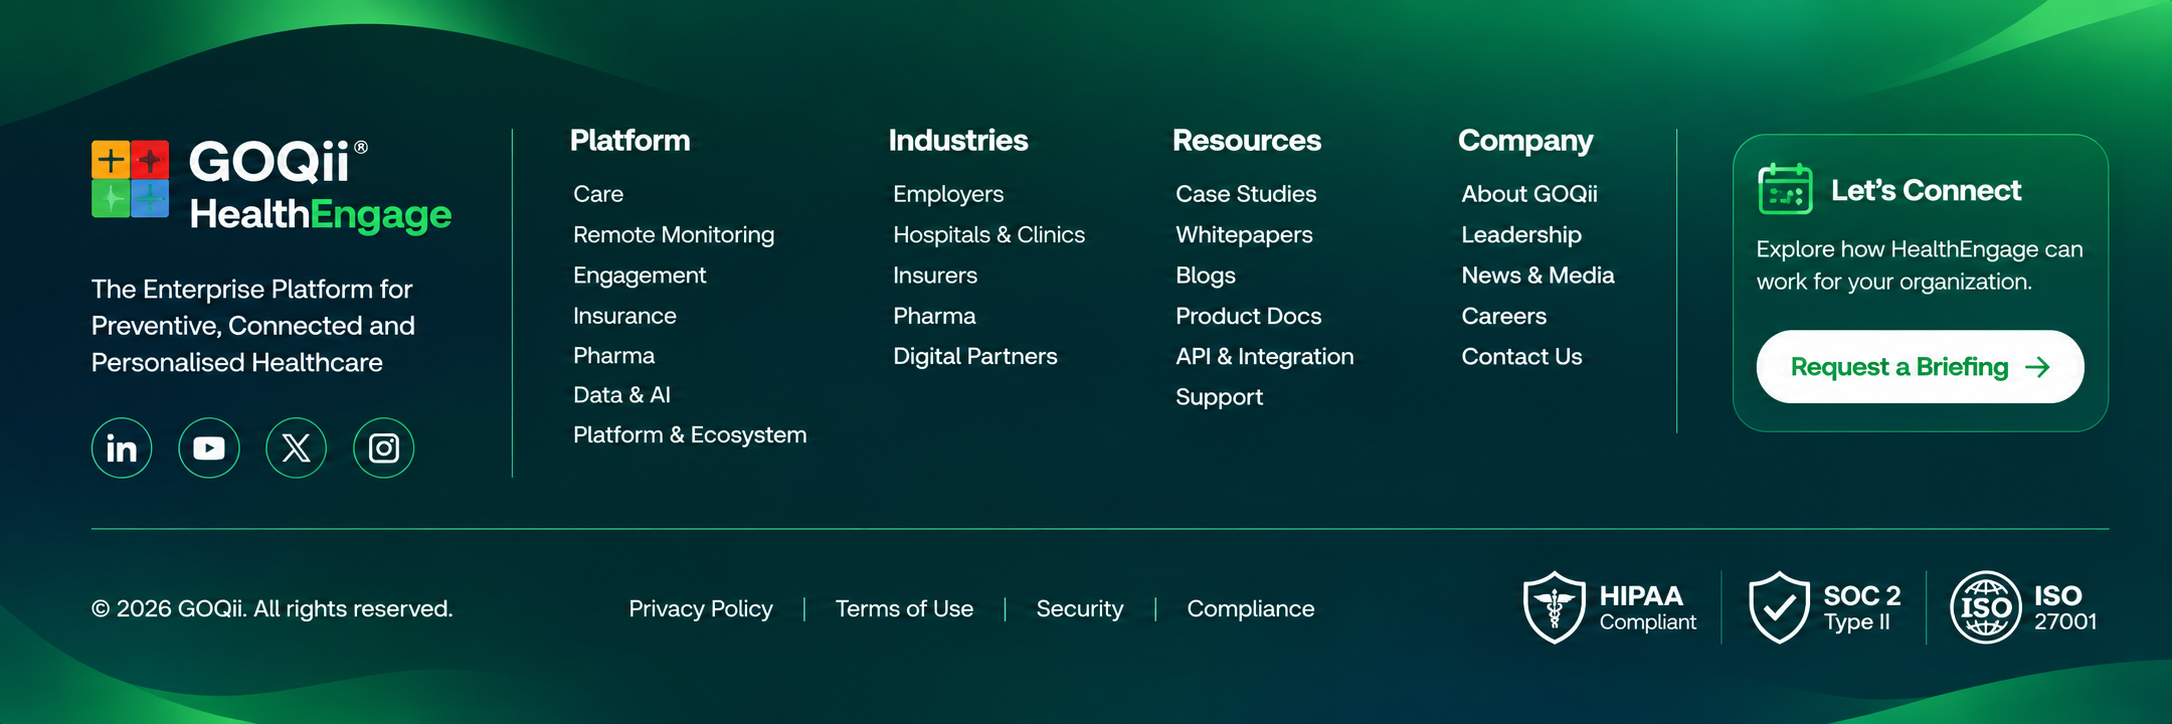 GOQii®
HealthEngage
The Enterprise Platform for
Preventive, Connected and
Personalised Healthcare
in
X
Platform
Care
Remote Monitoring
Engagement
Insurance
Pharma
Data & AI
Platform & Ecosystem
Industries
Employers
Hospitals & Clinics
Insurers
Pharma
Digital Partners
Resources
Case Studies
Whitepapers
Blogs
Product Docs
API & Integration
Support
Company
About GOQii
Leadership
News & Media
Careers
Contact Us
Let's Connect
Explore how HealthEngage can
work for your organization.
Request a Briefing →
© 2026 GOQii. All rights reserved.
Privacy Policy | Terms of Use | Security | Compliance
HIPAA
Compliant
SOC 2
Type II
ISO
ISO
27001